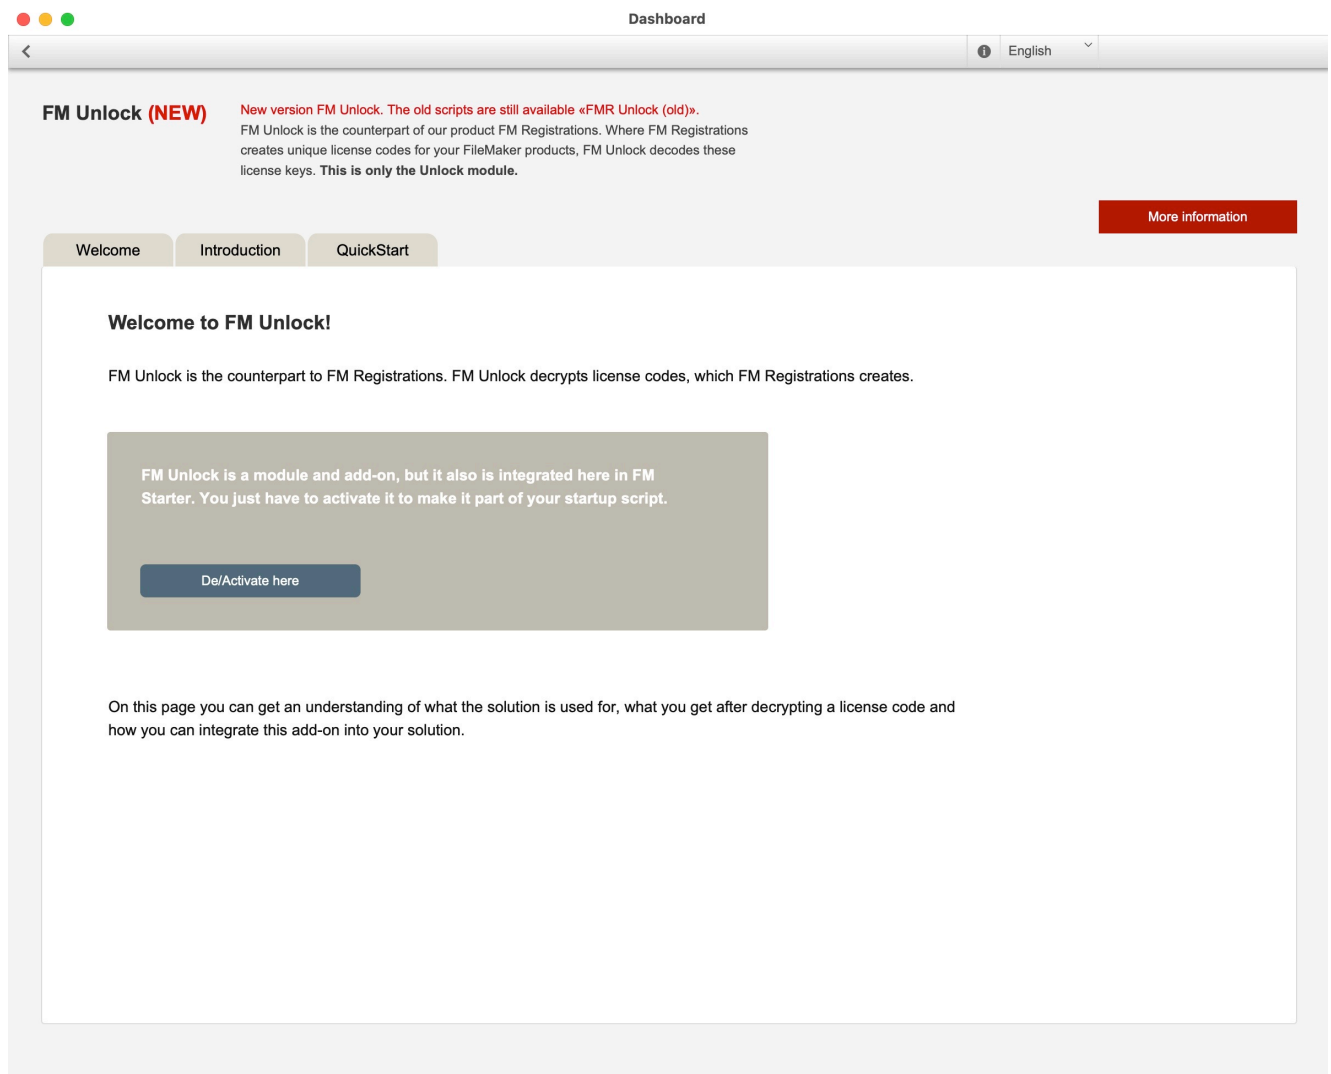 Dashboard
English
FM Unlock (NEW)
New version FM Unlock. The old scripts are still available «FMR Unlock (old)».
FM Unlock is the counterpart of our product FM Registrations. Where FM Registrations
creates unique license codes for your FileMaker products, FM Unlock decodes these
license keys. This is only the Unlock module.
More information
Welcome
Introduction
QuickStart
Welcome to FM Unlock!
FM Unlock is the counterpart to FM Registrations. FM Unlock decrypts license codes, which FM Registrations creates.
FM Unlock is a module and add-on, but it also is integrated here in FM
Starter. You just have to activate it to make it part of your startup script.
De/Activate here
On this page you can get an understanding of what the solution is used for, what you get after decrypting a license code and
how you can integrate this add-on into your solution.